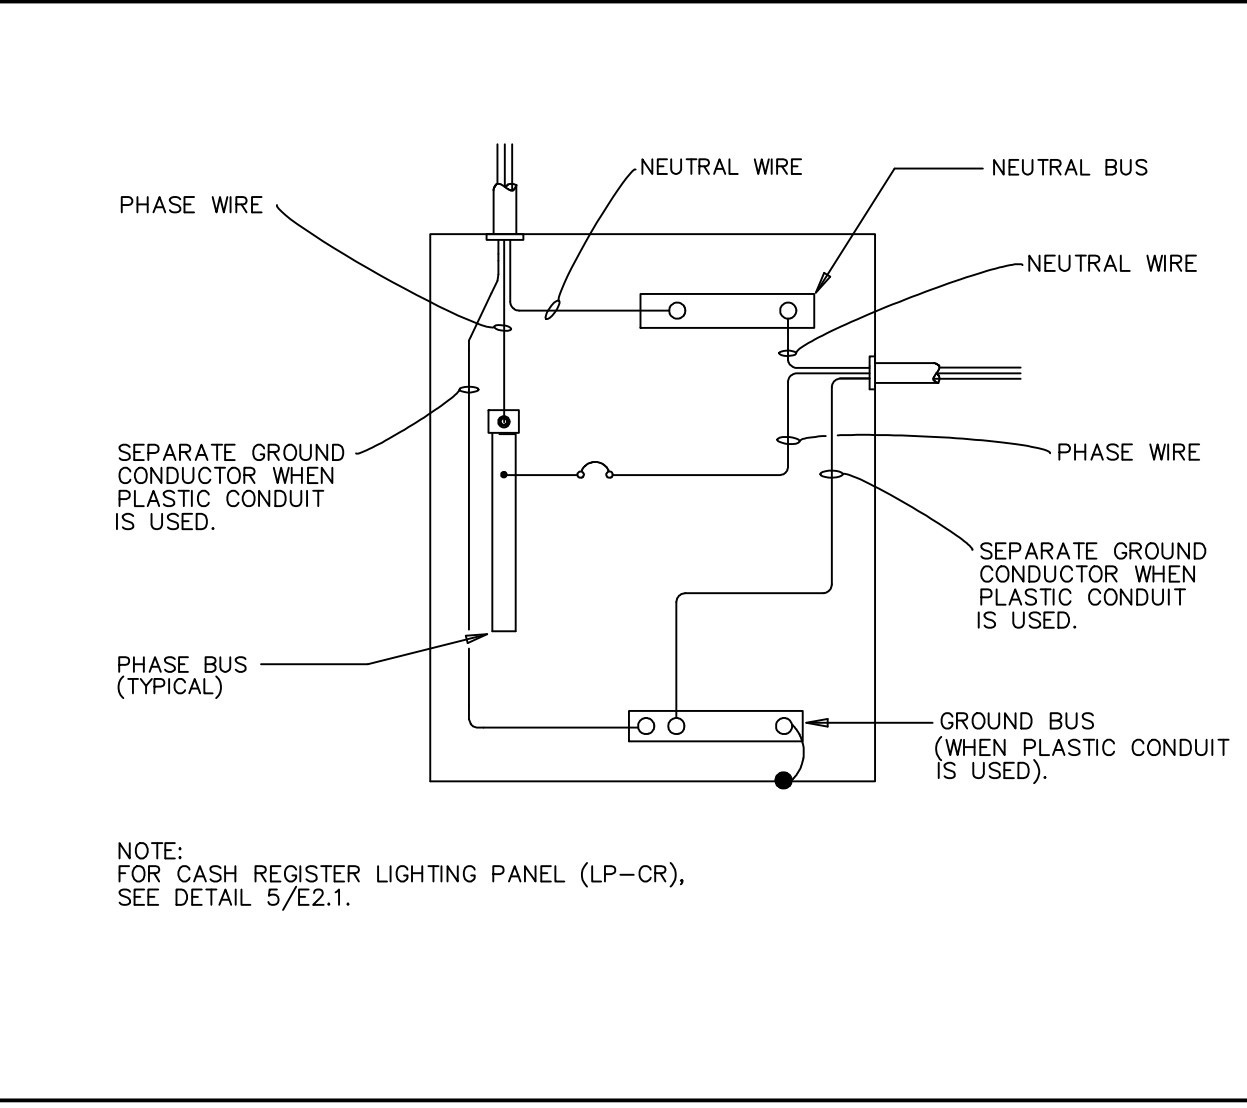 NEUTRAL WIRE
NEUTRAL BUS
PHASE WIRE
NEUTRAL WIRE
SEPARATE GROUND
CONDUCTOR WHEN
PLASTIC CONDUIT
IS USED.
PHASE WIRE
SEPARATE GROUND
CONDUCTOR WHEN
PLASTIC CONDUIT
IS USED.
PHASE BUS
(TYPICAL)
GROUND BUS
(WHEN PLASTIC CONDUIT
IS USED).
NOTE:
FOR CASH REGISTER LIGHTING PANEL (LP-CR),
SEE DETAIL 5/E2.1.